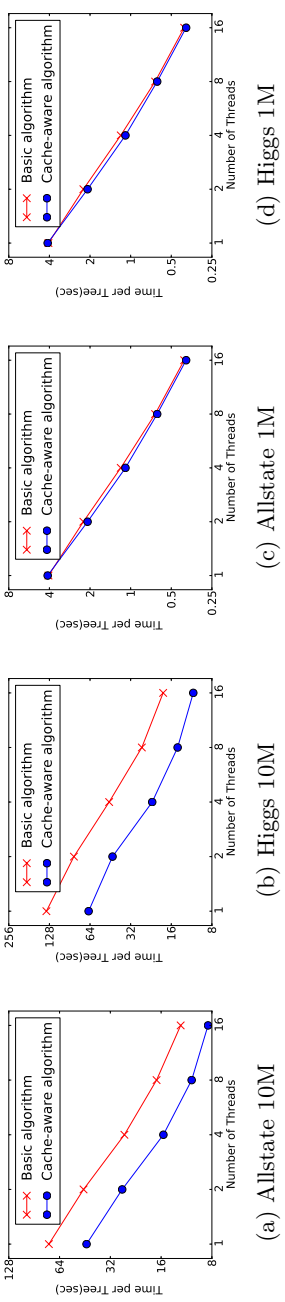 128
64
32
16
8
Time per Tree(sec)
1
2
4
8
16
Number of Threads
Basic algorithm
Cache-aware algorithm
(a) Allstate 10M
256
128
64
32
16
8
Time per Tree(sec)
1
2
4
8
16
Number of Threads
Basic algorithm
Cache-aware algorithm
(b) Higgs 10M
8
4
2
1
0.5
0.25
Time per Tree(sec)
1
2
4
8
16
Number of Threads
Basic algorithm
Cache-aware algorithm
(c) Allstate 1M
8
4
2
1
0.5
0.25
Time per Tree(sec)
1
2
4
8
16
Number of Threads
Basic algorithm
Cache-aware algorithm
(d) Higgs 1M